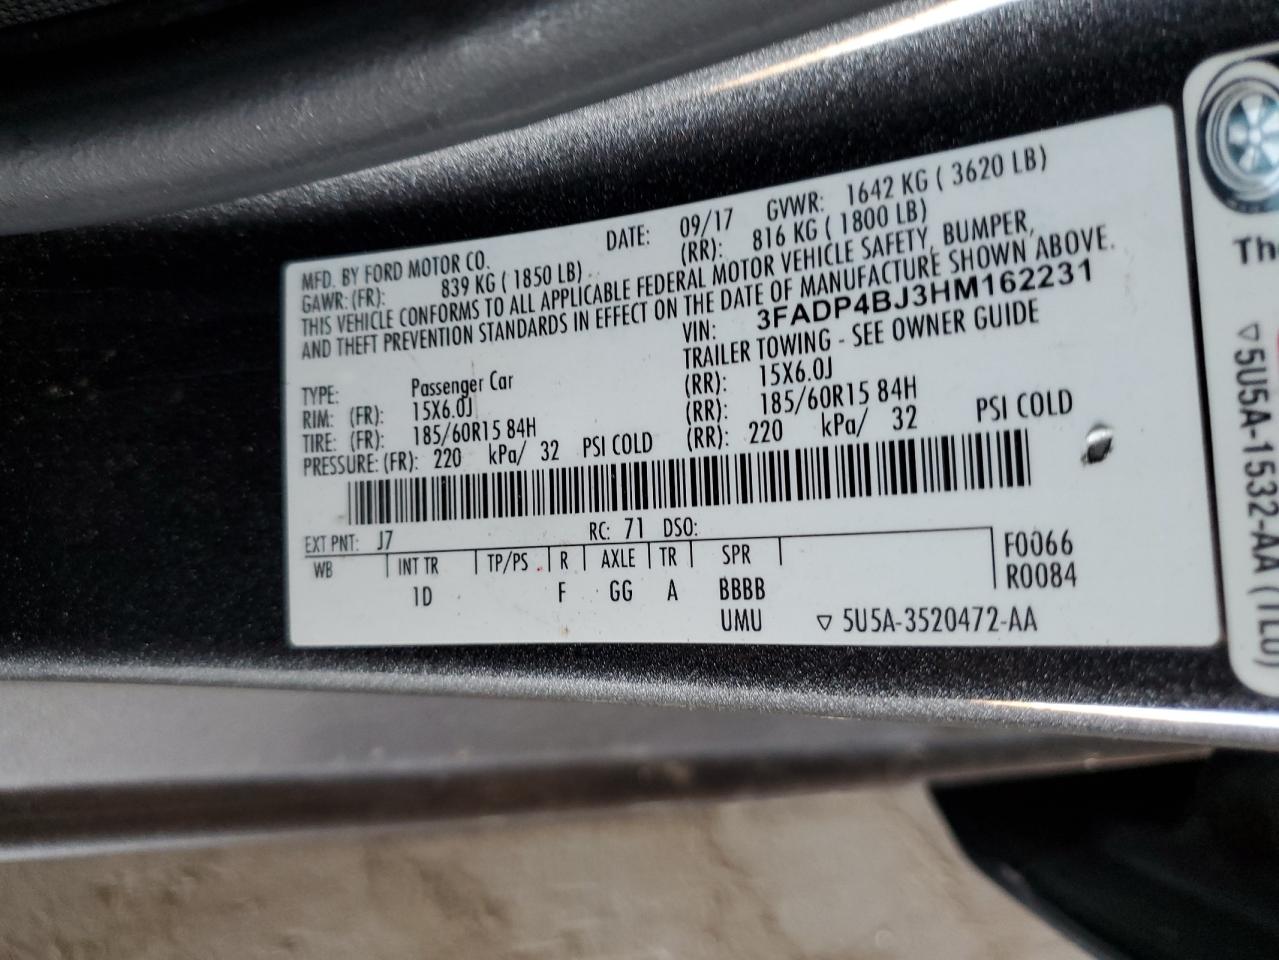 MFD. BY FORD MOTOR CO.
DATE: 09/17 GVWR: 1642 KG ( 3620 LB)
GAWR: (FR): 839 KG ( 1850 LB) (RR): 816 KG ( 1800 LB)
THIS VEHICLE CONFORMS TO ALL APPLICABLE FEDERAL MOTOR VEHICLE SAFETY, BUMPER,
AND THEFT PREVENTION STANDARDS IN EFFECT ON THE DATE OF MANUFACTURE SHOWN ABOVE.
VIN: 3FADP4BJ3HM162231
TYPE: Passenger Car TRAILER TOWING - SEE OWNER GUIDE
RIM: (FR): 15X6.0J (RR): 15X6.0J
TIRE: (FR): 185/60R15 84H (RR): 185/60R15 84H
PRESSURE: (FR): 220 kPa/ 32 PSI COLD (RR): 220 kPa/ 32 PSI COLD
EXT PNT: J7 RC: 71 DSO:
WB INT TR TP/PS R AXLE TR SPR F0066
1D F GG A BBBB R0084
UMU ▽ 5U5A-3520472-AA
Th
▽5U5A-1532-AA (TL0)